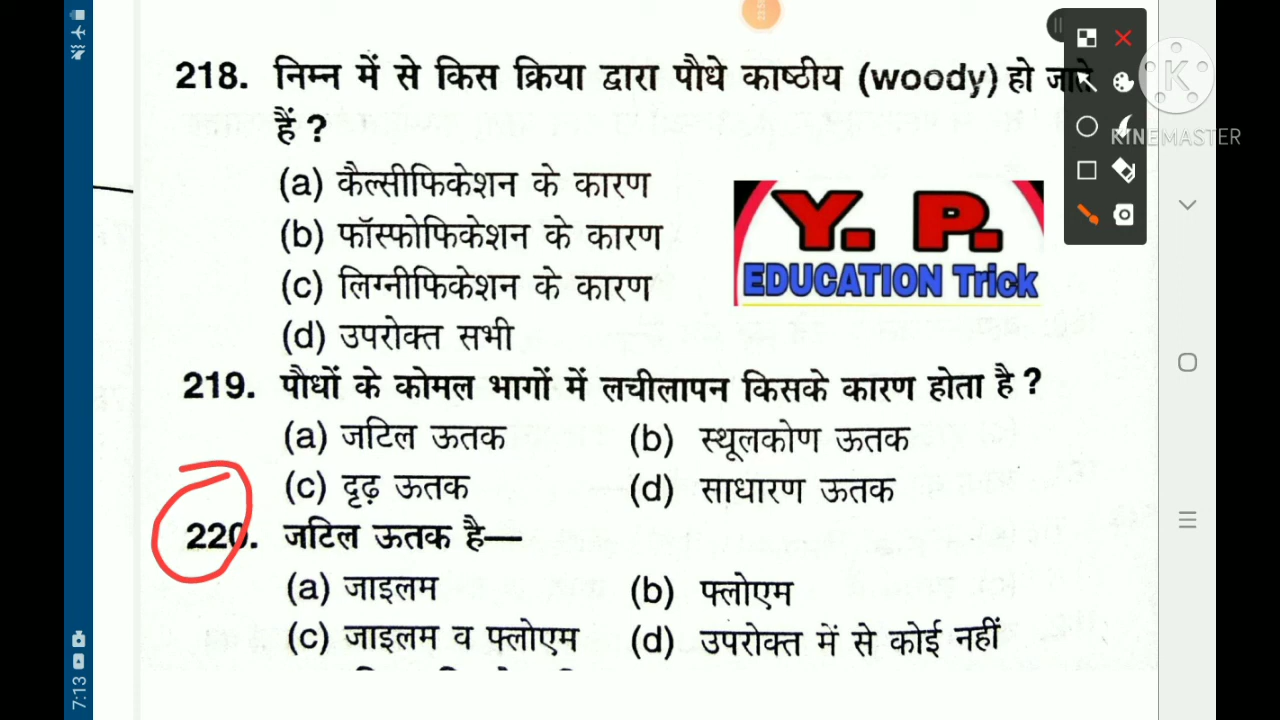 218. निम्न में से किस क्रिया द्वारा पौधे काष्ठीय (woody) हो जाते
हैं ?
(a) कैल्सीफिकेशन के कारण
(b) फॉस्फोफिकेशन के कारण
(c) लिग्नीफिकेशन के कारण
(d) उपरोक्त सभी
219. पौधों के कोमल भागों में लचीलापन किसके कारण होता है ?
(a) जटिल ऊतक (b) स्थूलकोण ऊतक
(c) दृढ़ ऊतक (d) साधारण ऊतक
220. जटिल ऊतक है—
(a) जाइलम (b) फ्लोएम
(c) जाइलम व फ्लोएम (d) उपरोक्त में से कोई नहीं
Y. P.
EDUCATION Trick
K
KINEMASTER
7:13